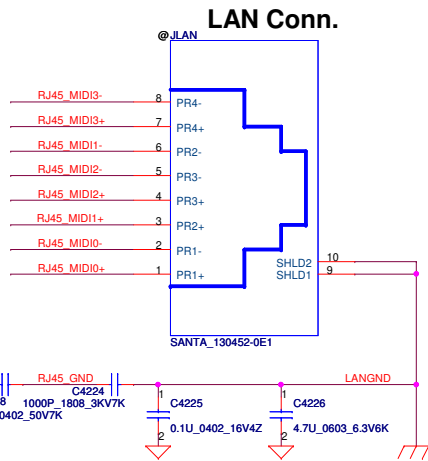 LAN Conn.
@ JLAN
RJ45_MIDI3- 8 PR4-
RJ45_MIDI3+ 7 PR4+
RJ45_MIDI1- 6 PR2-
RJ45_MIDI2- 5 PR3-
RJ45_MIDI2+ 4 PR3+
RJ45_MIDI1+ 3 PR2+
RJ45_MIDI0- 2 PR1-
RJ45_MIDI0+ 1 PR1+
SHLD2 10
SHLD1 9
SANTA_130452-0E1
RJ45_GND
LANGND
C4224
8 1000P_1808_3KV7K
0402_50V7K
1 C4225
0.1U_0402_16V4Z
2
1 C4226
4.7U_0603_6.3V6K
2